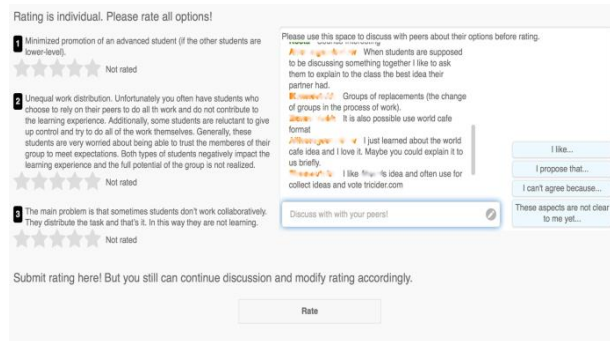 Rating is individual. Please rate all options!
1 Minimized promotion of an advanced student (if the other students are
lower-level).
Not rated
2 Unequal work distribution. Unfortunately you often have students who
choose to rely on their peers to do all th work and do not contribute to
the learning experience. Additionally, some students are reluctant to give
up control and try to do all of the work themselves. Generally, these
students are very worried about being able to trust the memberes of their
group to meet expectations. Both types of students negatively impact the
learning experience and the full potential of the group is not realized.
Not rated
3 The main problem is that sometimes students don't work collaboratively.
They distribute the task and that's it. In this way they are not learning.
Not rated
Please use this space to discuss with peers about their options before rating.
When students are supposed
to be discussing something together I like to ask
them to explain to the class the best idea their
partner had.
Groups of replacements (the change
of groups in the process of work).
It is also possible use world cafe
format
I just learned about the world
cafe idea and I love it. Maybe you could explain it to
us briefly.
I like idea and often use for
collect ideas and vote tricider.com
Discuss with with your peers!
I like...
I propose that...
I can't agree because...
These aspects are not clear
to me yet...
Submit rating here! But you still can continue discussion and modify rating accordingly.
Rate